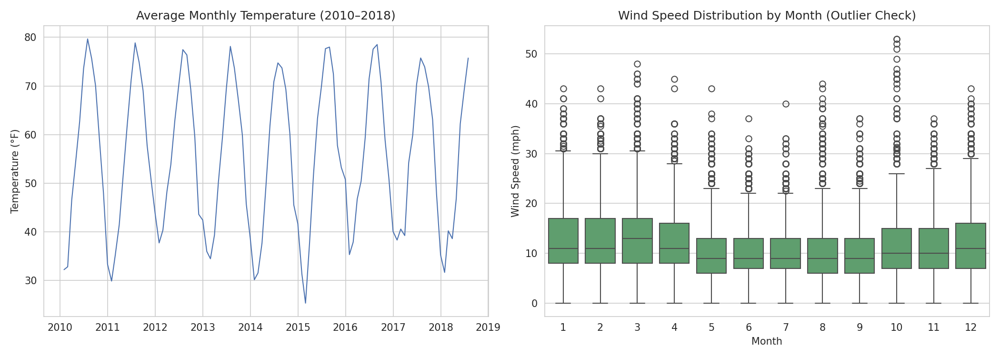 Average Monthly Temperature (2010–2018)
Temperature (°F)
80
70
60
50
40
30
2010 2011 2012 2013 2014 2015 2016 2017 2018 2019
Wind Speed Distribution by Month (Outlier Check)
Wind Speed (mph)
50
40
30
20
10
0
1 2 3 4 5 6 7 8 9 10 11 12
Month